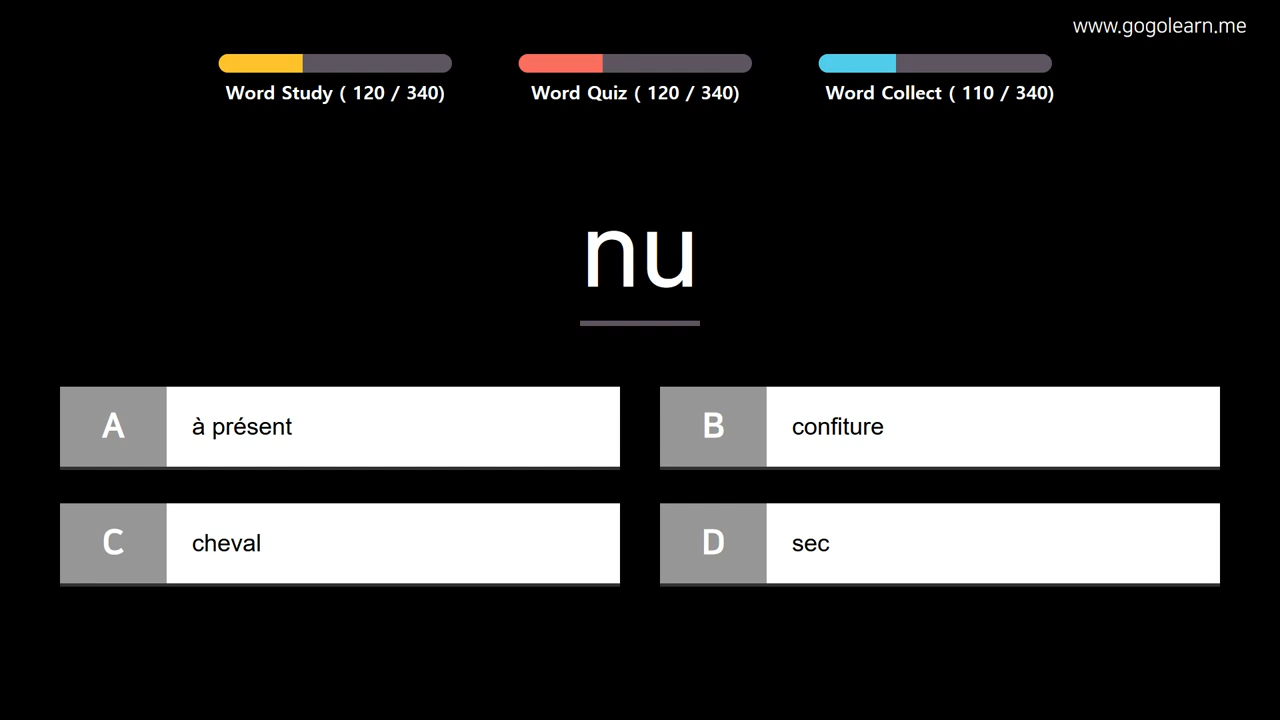 www.gogolearn.me
Word Study ( 120 / 340)
Word Quiz ( 120 / 340)
Word Collect ( 110 / 340)
nu
A
à présent
B
confiture
C
cheval
D
sec